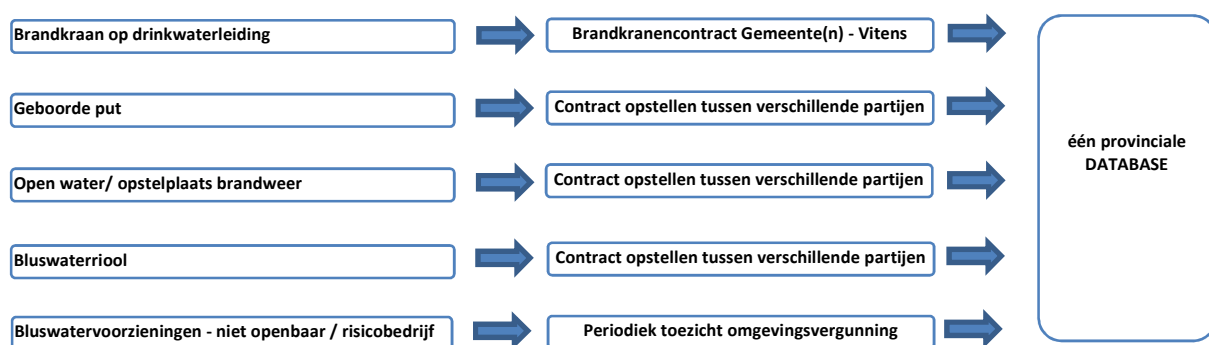 Brandkraan op drinkwaterleiding
Brandkranencontract Gemeente(n) - Vitens
Geboorde put
Contract opstellen tussen verschillende partijen
Open water/ opstelplaats brandweer
Contract opstellen tussen verschillende partijen
Bluswaterriool
Contract opstellen tussen verschillende partijen
Bluswatervoorzieningen - niet openbaar / risicobedrijf
Periodiek toezicht omgevingsvergunning
één provinciale
DATABASE